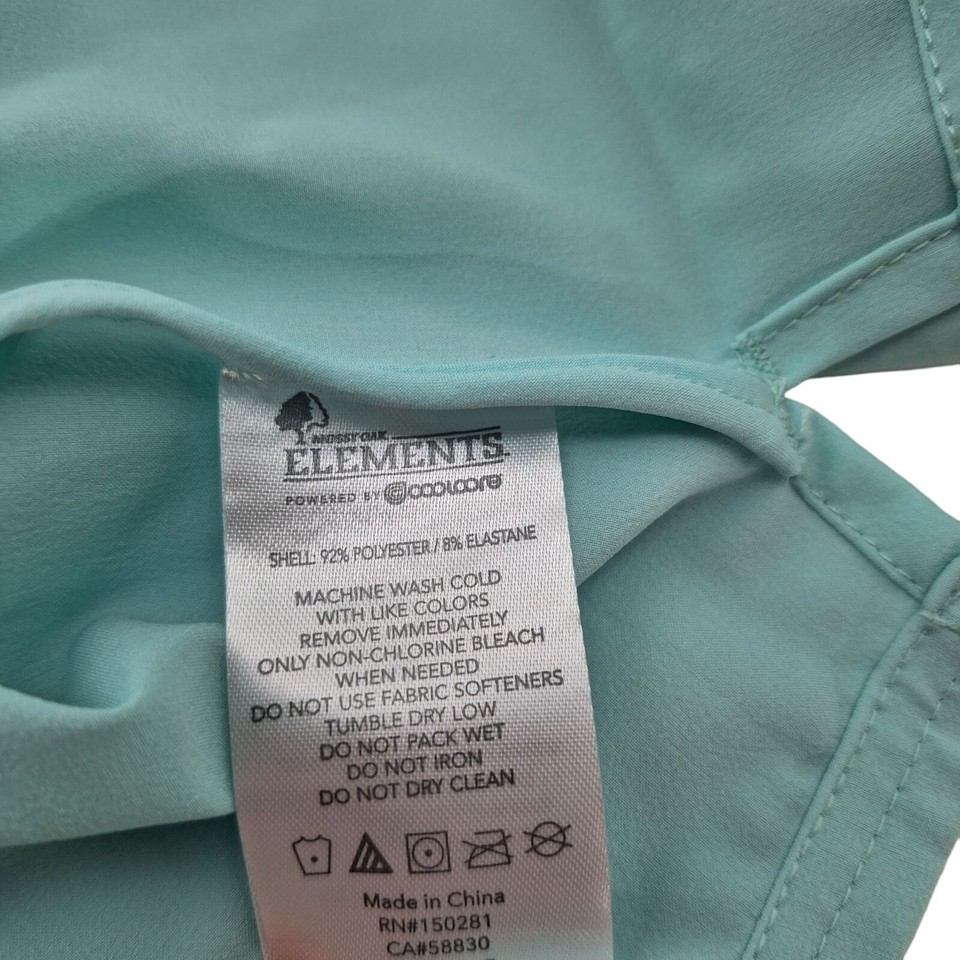 MOSSY OAK
ELEMENTS™
POWERED BY coolcore®
SHELL: 92% POLYESTER / 8% ELASTANE
MACHINE WASH COLD
WITH LIKE COLORS
REMOVE IMMEDIATELY
ONLY NON-CHLORINE BLEACH
WHEN NEEDED
DO NOT USE FABRIC SOFTENERS
TUMBLE DRY LOW
DO NOT PACK WET
DO NOT IRON
DO NOT DRY CLEAN
Made in China
RN#150281
CA#58830